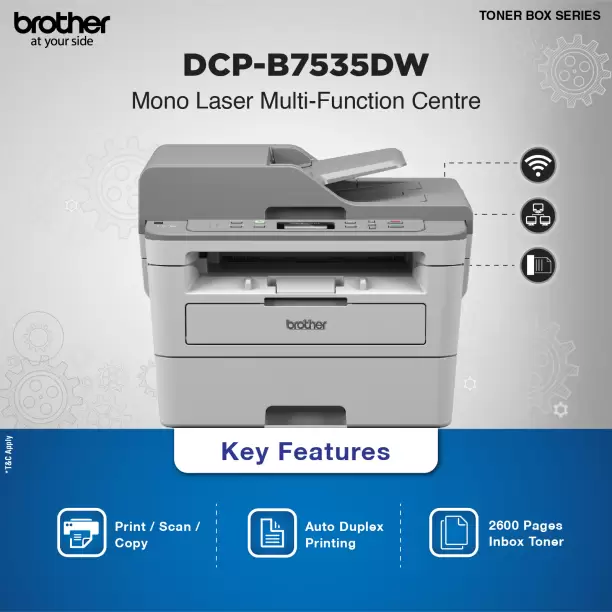 brother
at your side
TONER BOX SERIES
DCP-B7535DW
Mono Laser Multi-Function Centre
brother
*T&C Apply
Key Features
Print / Scan /
Copy
Auto Duplex
Printing
2600 Pages
Inbox Toner